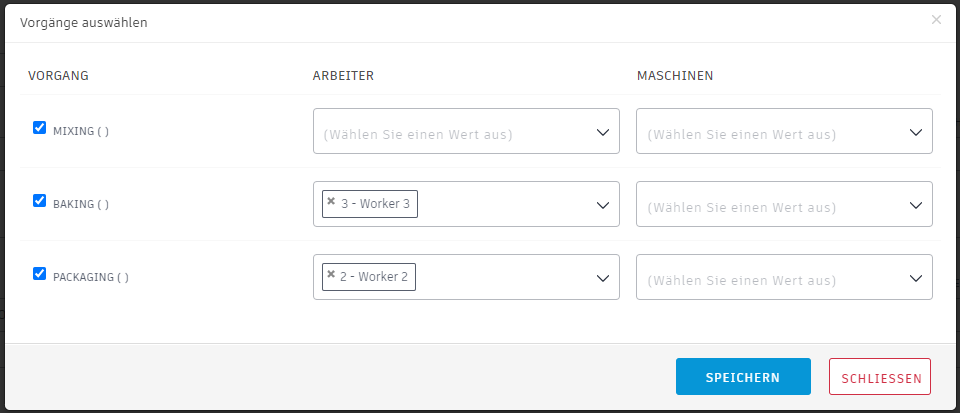 Vorgänge auswählen
VORGANG ARBEITER MASCHINEN
MIXING ( ) (Wählen Sie einen Wert aus) (Wählen Sie einen Wert aus)
BAKING ( ) × 3 - Worker 3 (Wählen Sie einen Wert aus)
PACKAGING ( ) × 2 - Worker 2 (Wählen Sie einen Wert aus)
SPEICHERN SCHLIESSEN